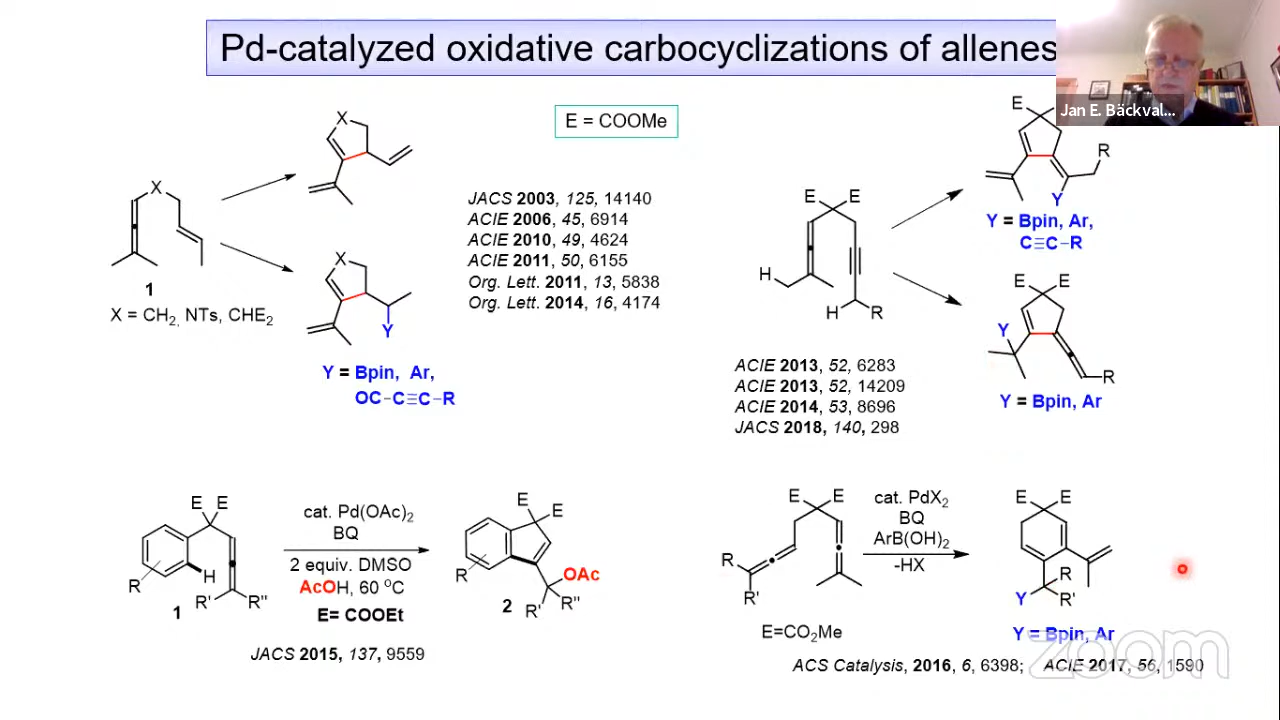 Pd-catalyzed oxidative carbocyclizations of allenes
Jan E. Bäckval...
E = COOMe
X
X
X
1
X = CH₂, NTs, CHE₂
Y
Y = Bpin, Ar,
OC-C≡C-R
JACS 2003, 125, 14140
ACIE 2006, 45, 6914
ACIE 2010, 49, 4624
ACIE 2011, 50, 6155
Org. Lett. 2011, 13, 5838
Org. Lett. 2014, 16, 4174
E E
H
H R
E
R
Y
Y = Bpin, Ar,
C≡C-R
E E
Y
R
Y = Bpin, Ar
ACIE 2013, 52, 6283
ACIE 2013, 52, 14209
ACIE 2014, 53, 8696
JACS 2018, 140, 298
E E
R
H
R' R"
1
cat. Pd(OAc)₂
BQ
2 equiv. DMSO
AcOH, 60 °C
E= COOEt
E
E
R
OAc
R' R"
2
JACS 2015, 137, 9559
E E
R
R'
E=CO₂Me
cat. PdX₂
BQ
ArB(OH)₂
-HX
E E
R
Y R'
Y = Bpin, Ar
ACS Catalysis, 2016, 6, 6398; ACIE 2017, 56, 1590
zoom